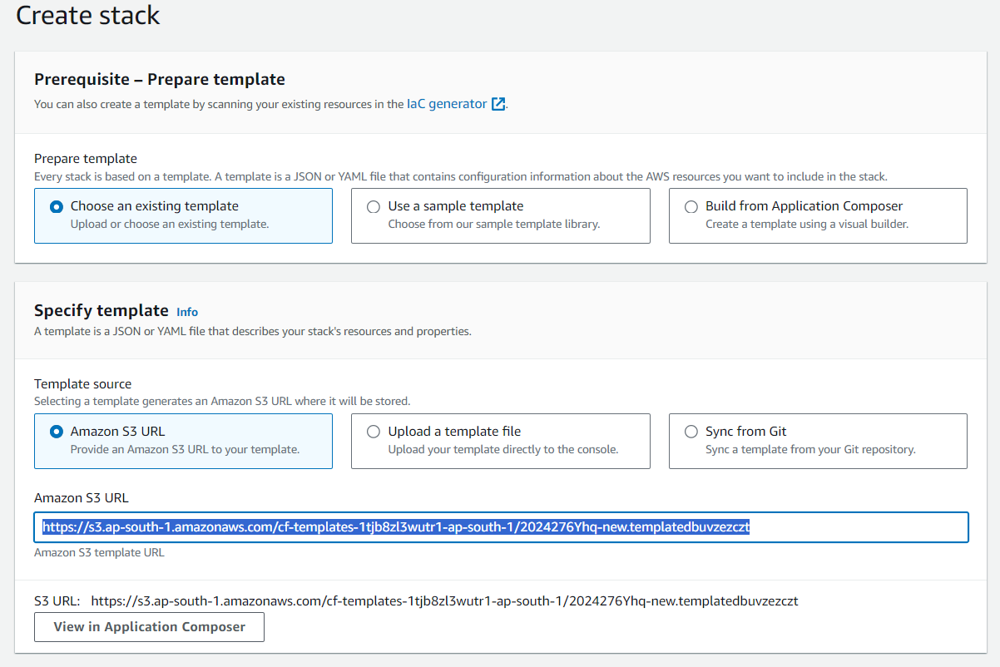 Create stack
Prerequisite – Prepare template
You can also create a template by scanning your existing resources in the IaC generator.
Prepare template
Every stack is based on a template. A template is a JSON or YAML file that contains configuration information about the AWS resources you want to include in the stack.
Choose an existing template
Upload or choose an existing template.
Use a sample template
Choose from our sample template library.
Build from Application Composer
Create a template using a visual builder.
Specify template Info
A template is a JSON or YAML file that describes your stack's resources and properties.
Template source
Selecting a template generates an Amazon S3 URL where it will be stored.
Amazon S3 URL
Provide an Amazon S3 URL to your template.
Upload a template file
Upload your template directly to the console.
Sync from Git
Sync a template from your Git repository.
Amazon S3 URL
https://s3.ap-south-1.amazonaws.com/cf-templates-1tjb8zl3wutr1-ap-south-1/2024276Yhq-new.templatedbuvzezczt
Amazon S3 template URL
S3 URL: https://s3.ap-south-1.amazonaws.com/cf-templates-1tjb8zl3wutr1-ap-south-1/2024276Yhq-new.templatedbuvzezczt
View in Application Composer